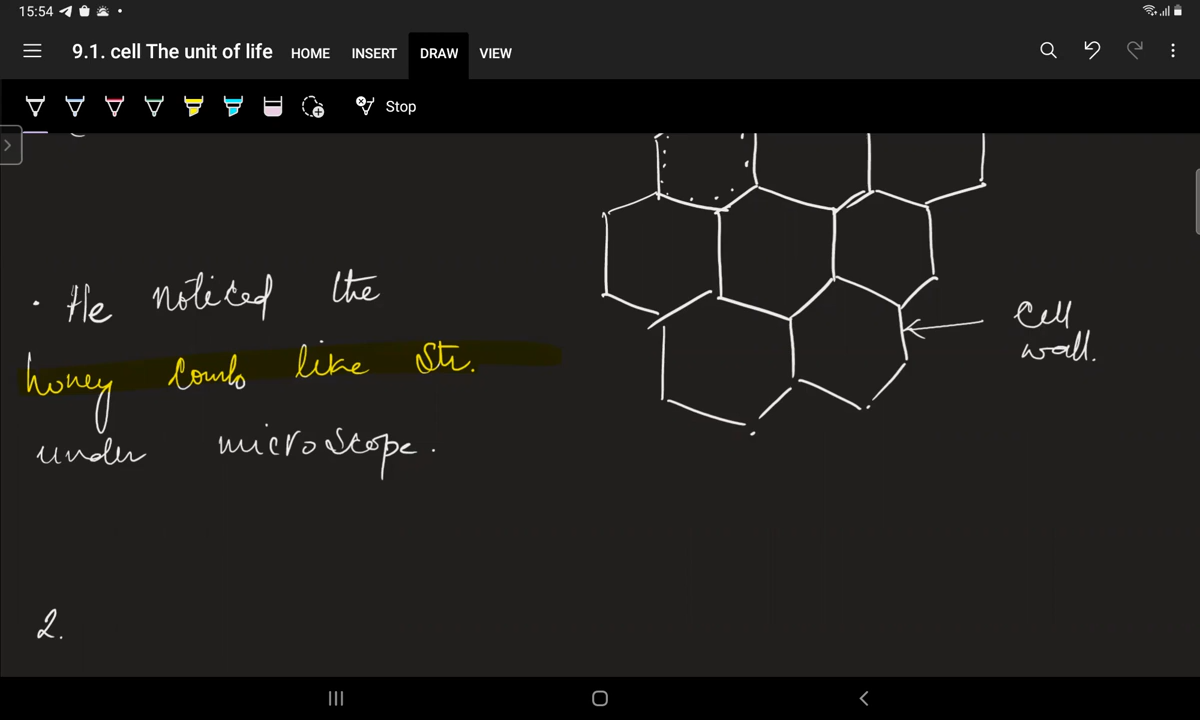 15:54
9.1. cell The unit of life HOME INSERT DRAW VIEW
Stop
· He noticed the
honey comb like Str.
under microscope.
Cell
wall.
2.